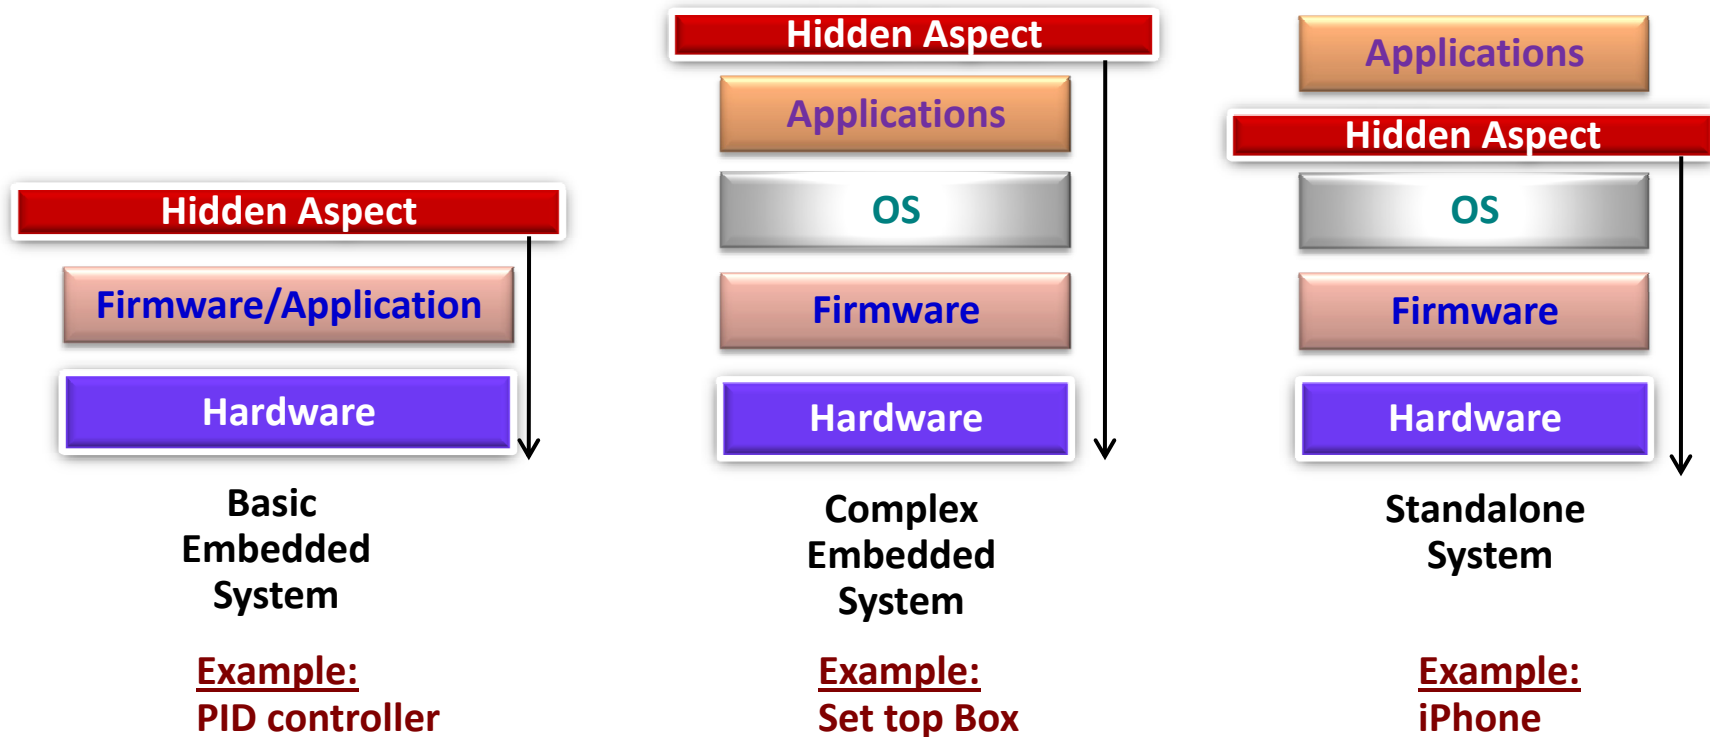 Hidden Aspect
Firmware/Application
Hardware
Basic
Embedded
System
Example:
PID controller
Hidden Aspect
Applications
OS
Firmware
Hardware
Complex
Embedded
System
Example:
Set top Box
Applications
Hidden Aspect
OS
Firmware
Hardware
Standalone
System
Example:
iPhone